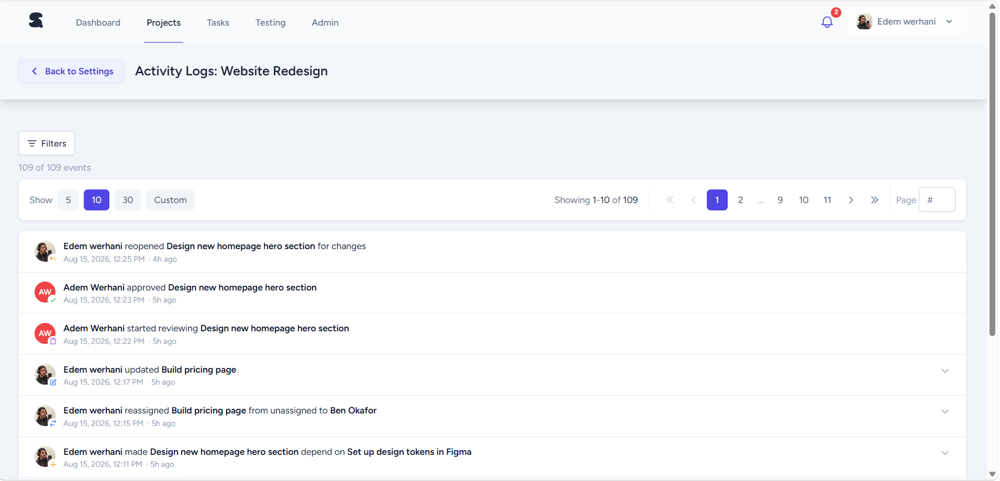 Dashboard Projects Tasks Testing Admin 2 Edem werhani
Back to Settings Activity Logs: Website Redesign
Filters
109 of 109 events
Show 5 10 30 Custom Showing 1-10 of 109 1 2 ... 9 10 11 Page #
Edem werhani reopened Design new homepage hero section for changes
Aug 15, 2026, 12:25 PM · 4h ago
Adem Werhani approved Design new homepage hero section
AW
Aug 15, 2026, 12:23 PM · 5h ago
Adem Werhani started reviewing Design new homepage hero section
AW
Aug 15, 2026, 12:22 PM · 5h ago
Edem werhani updated Build pricing page
Aug 15, 2026, 12:17 PM · 5h ago
Edem werhani reassigned Build pricing page from unassigned to Ben Okafor
Aug 15, 2026, 12:15 PM · 5h ago
Edem werhani made Design new homepage hero section depend on Set up design tokens in Figma
Aug 15, 2026, 12:11 PM · 5h ago